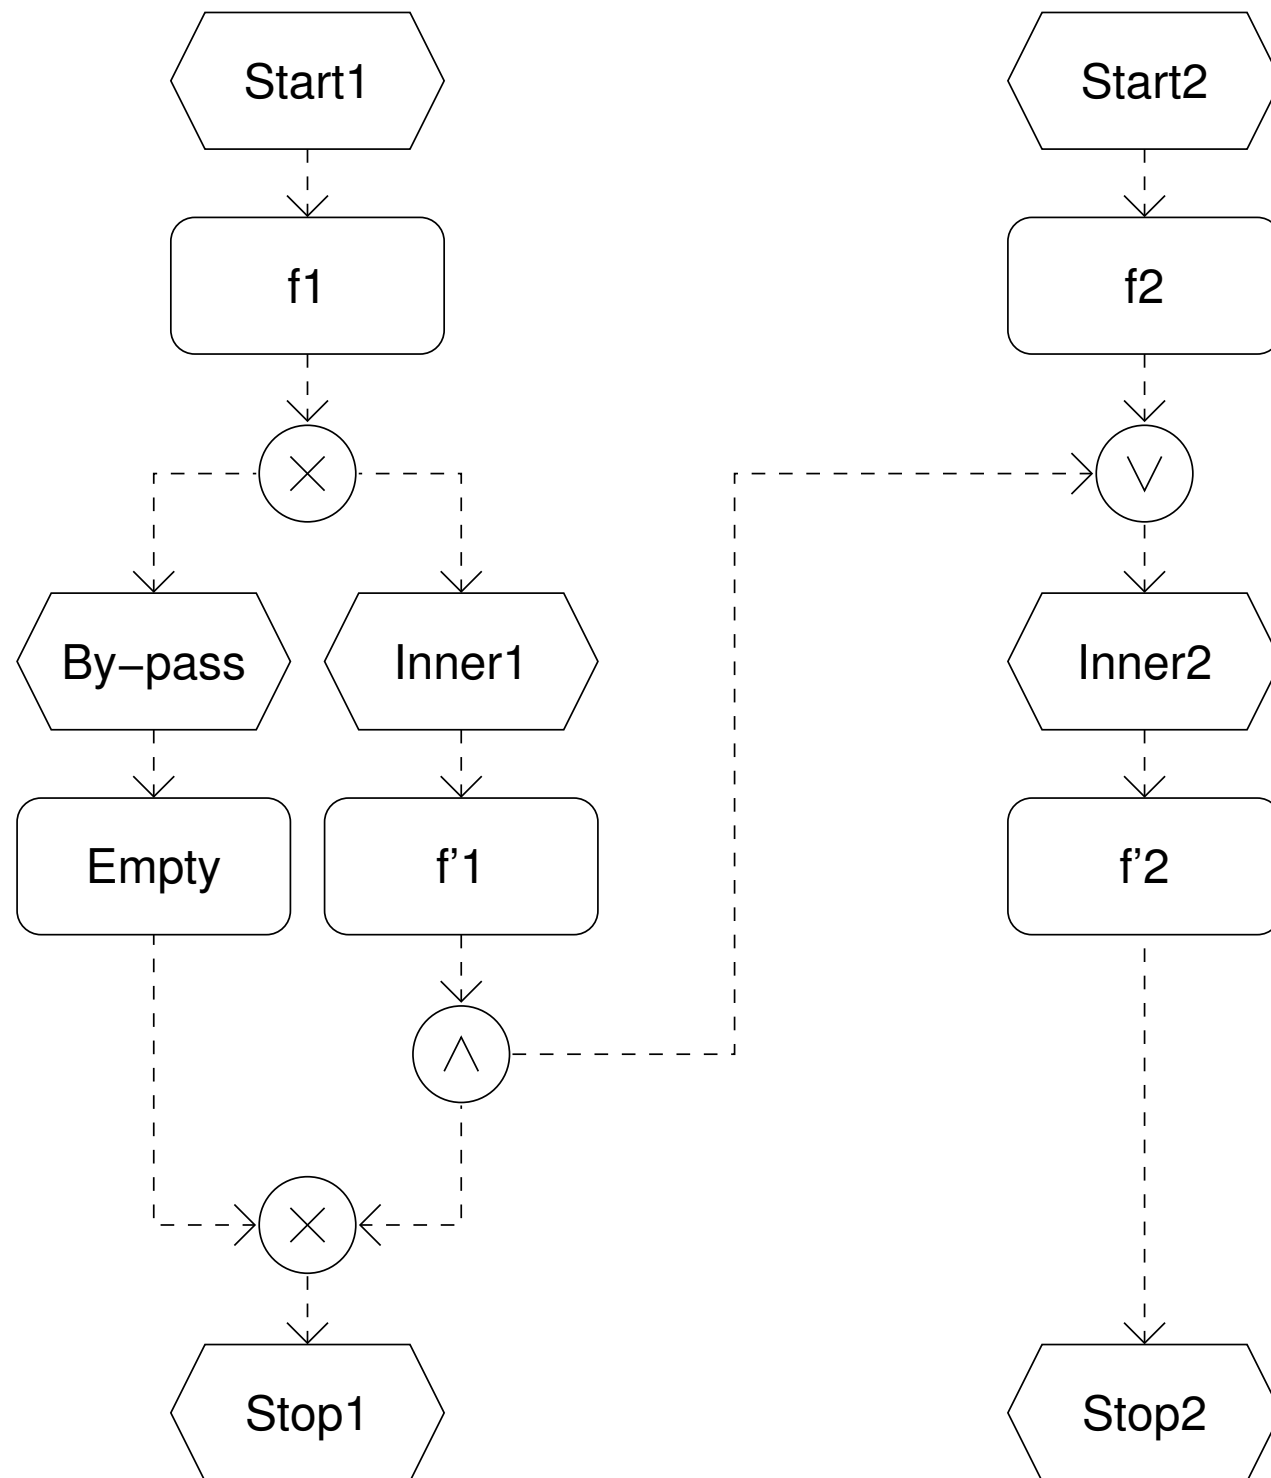 Start1
Start2
f1
f2
By−pass
Inner1
Inner2
Empty
f’1
f’2
Stop1
Stop2